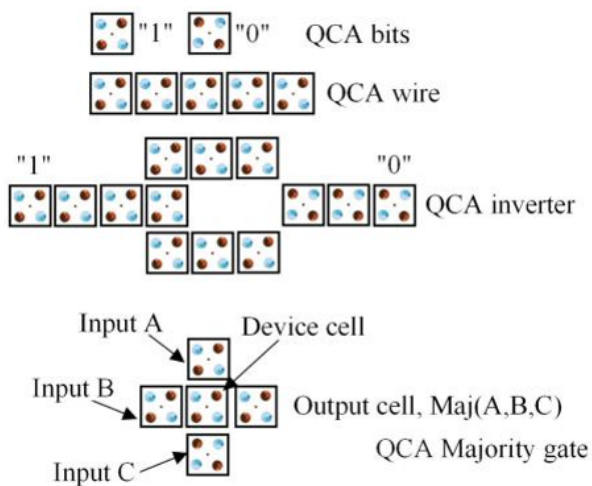 "1" "0" QCA bits
QCA wire
"1" "0"
QCA inverter
Input A Device cell
Input B
Output cell, Maj(A,B,C)
QCA Majority gate
Input C